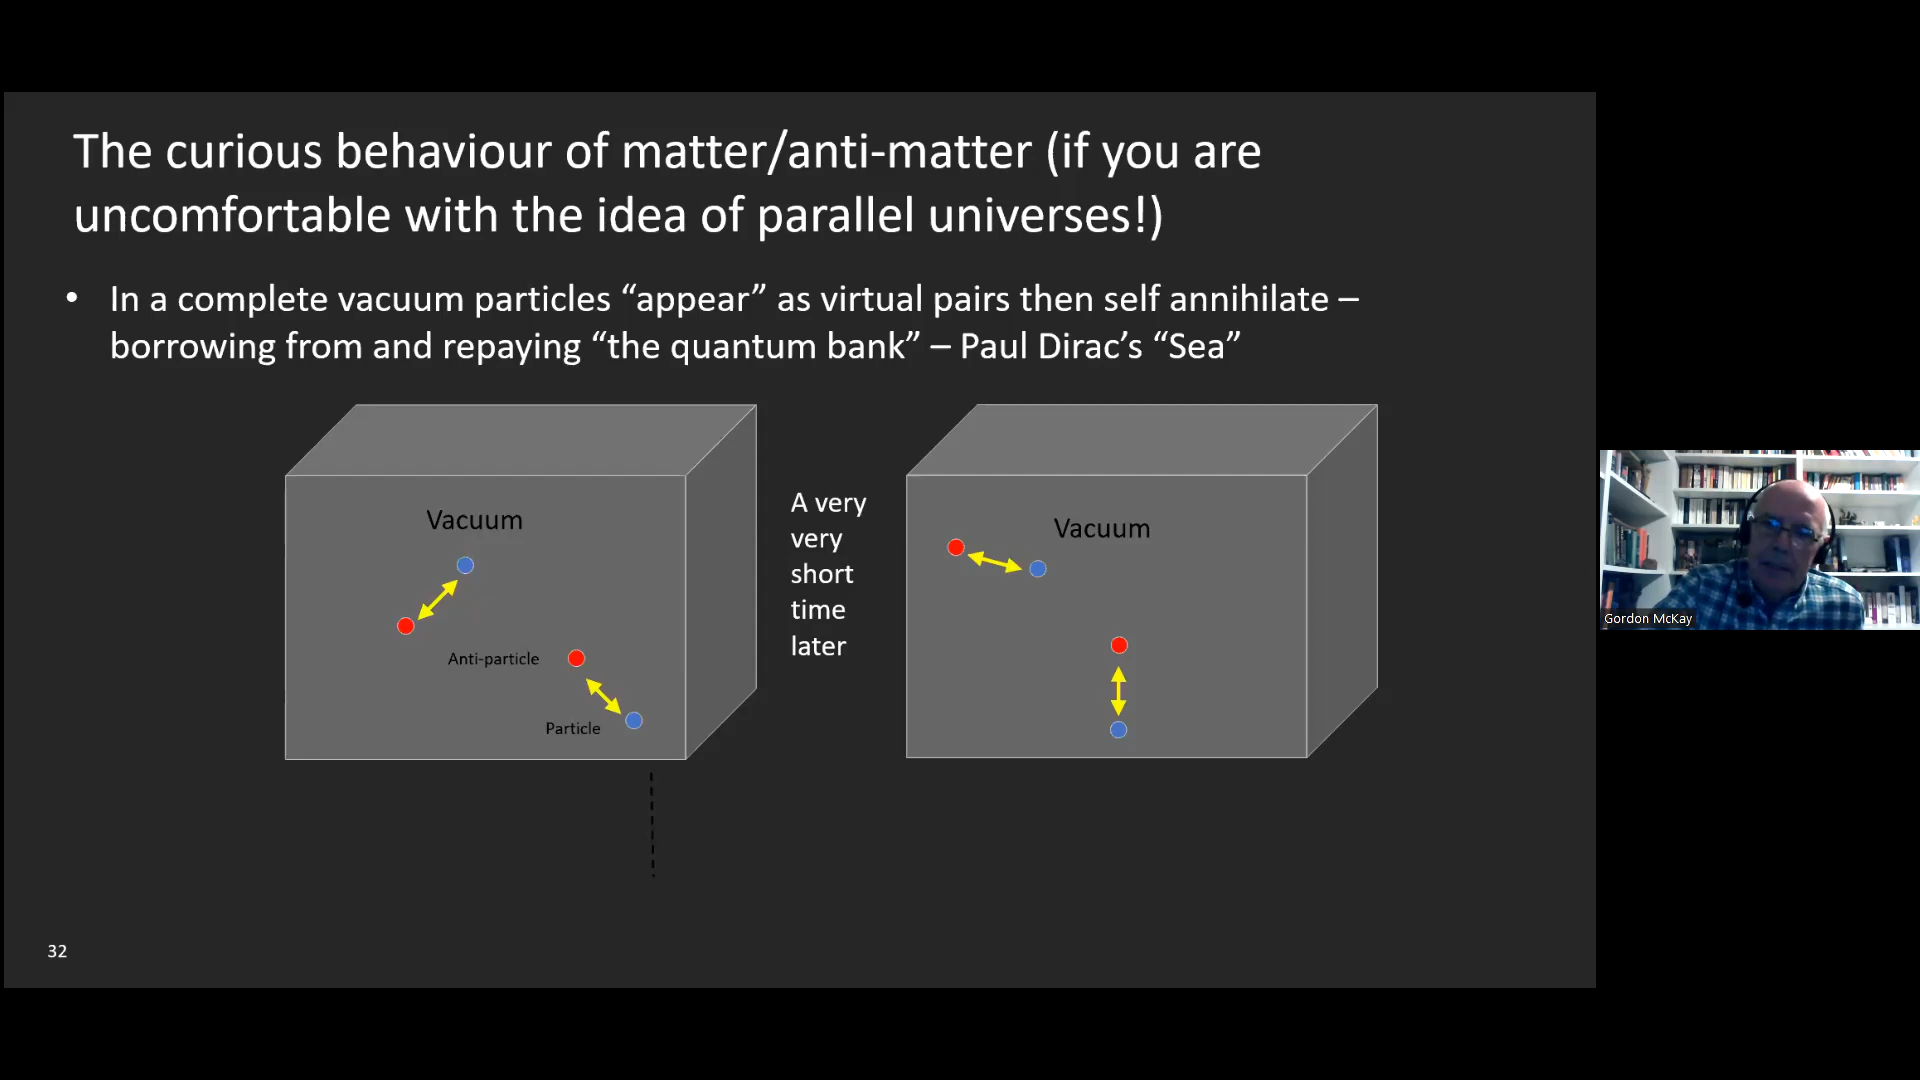 The curious behaviour of matter/anti-matter (if you are
uncomfortable with the idea of parallel universes!)
• In a complete vacuum particles “appear” as virtual pairs then self annihilate –
borrowing from and repaying “the quantum bank” – Paul Dirac’s “Sea”
Vacuum
Anti-particle
Particle
A very
very
short
time
later
Vacuum
32
Gordon McKay